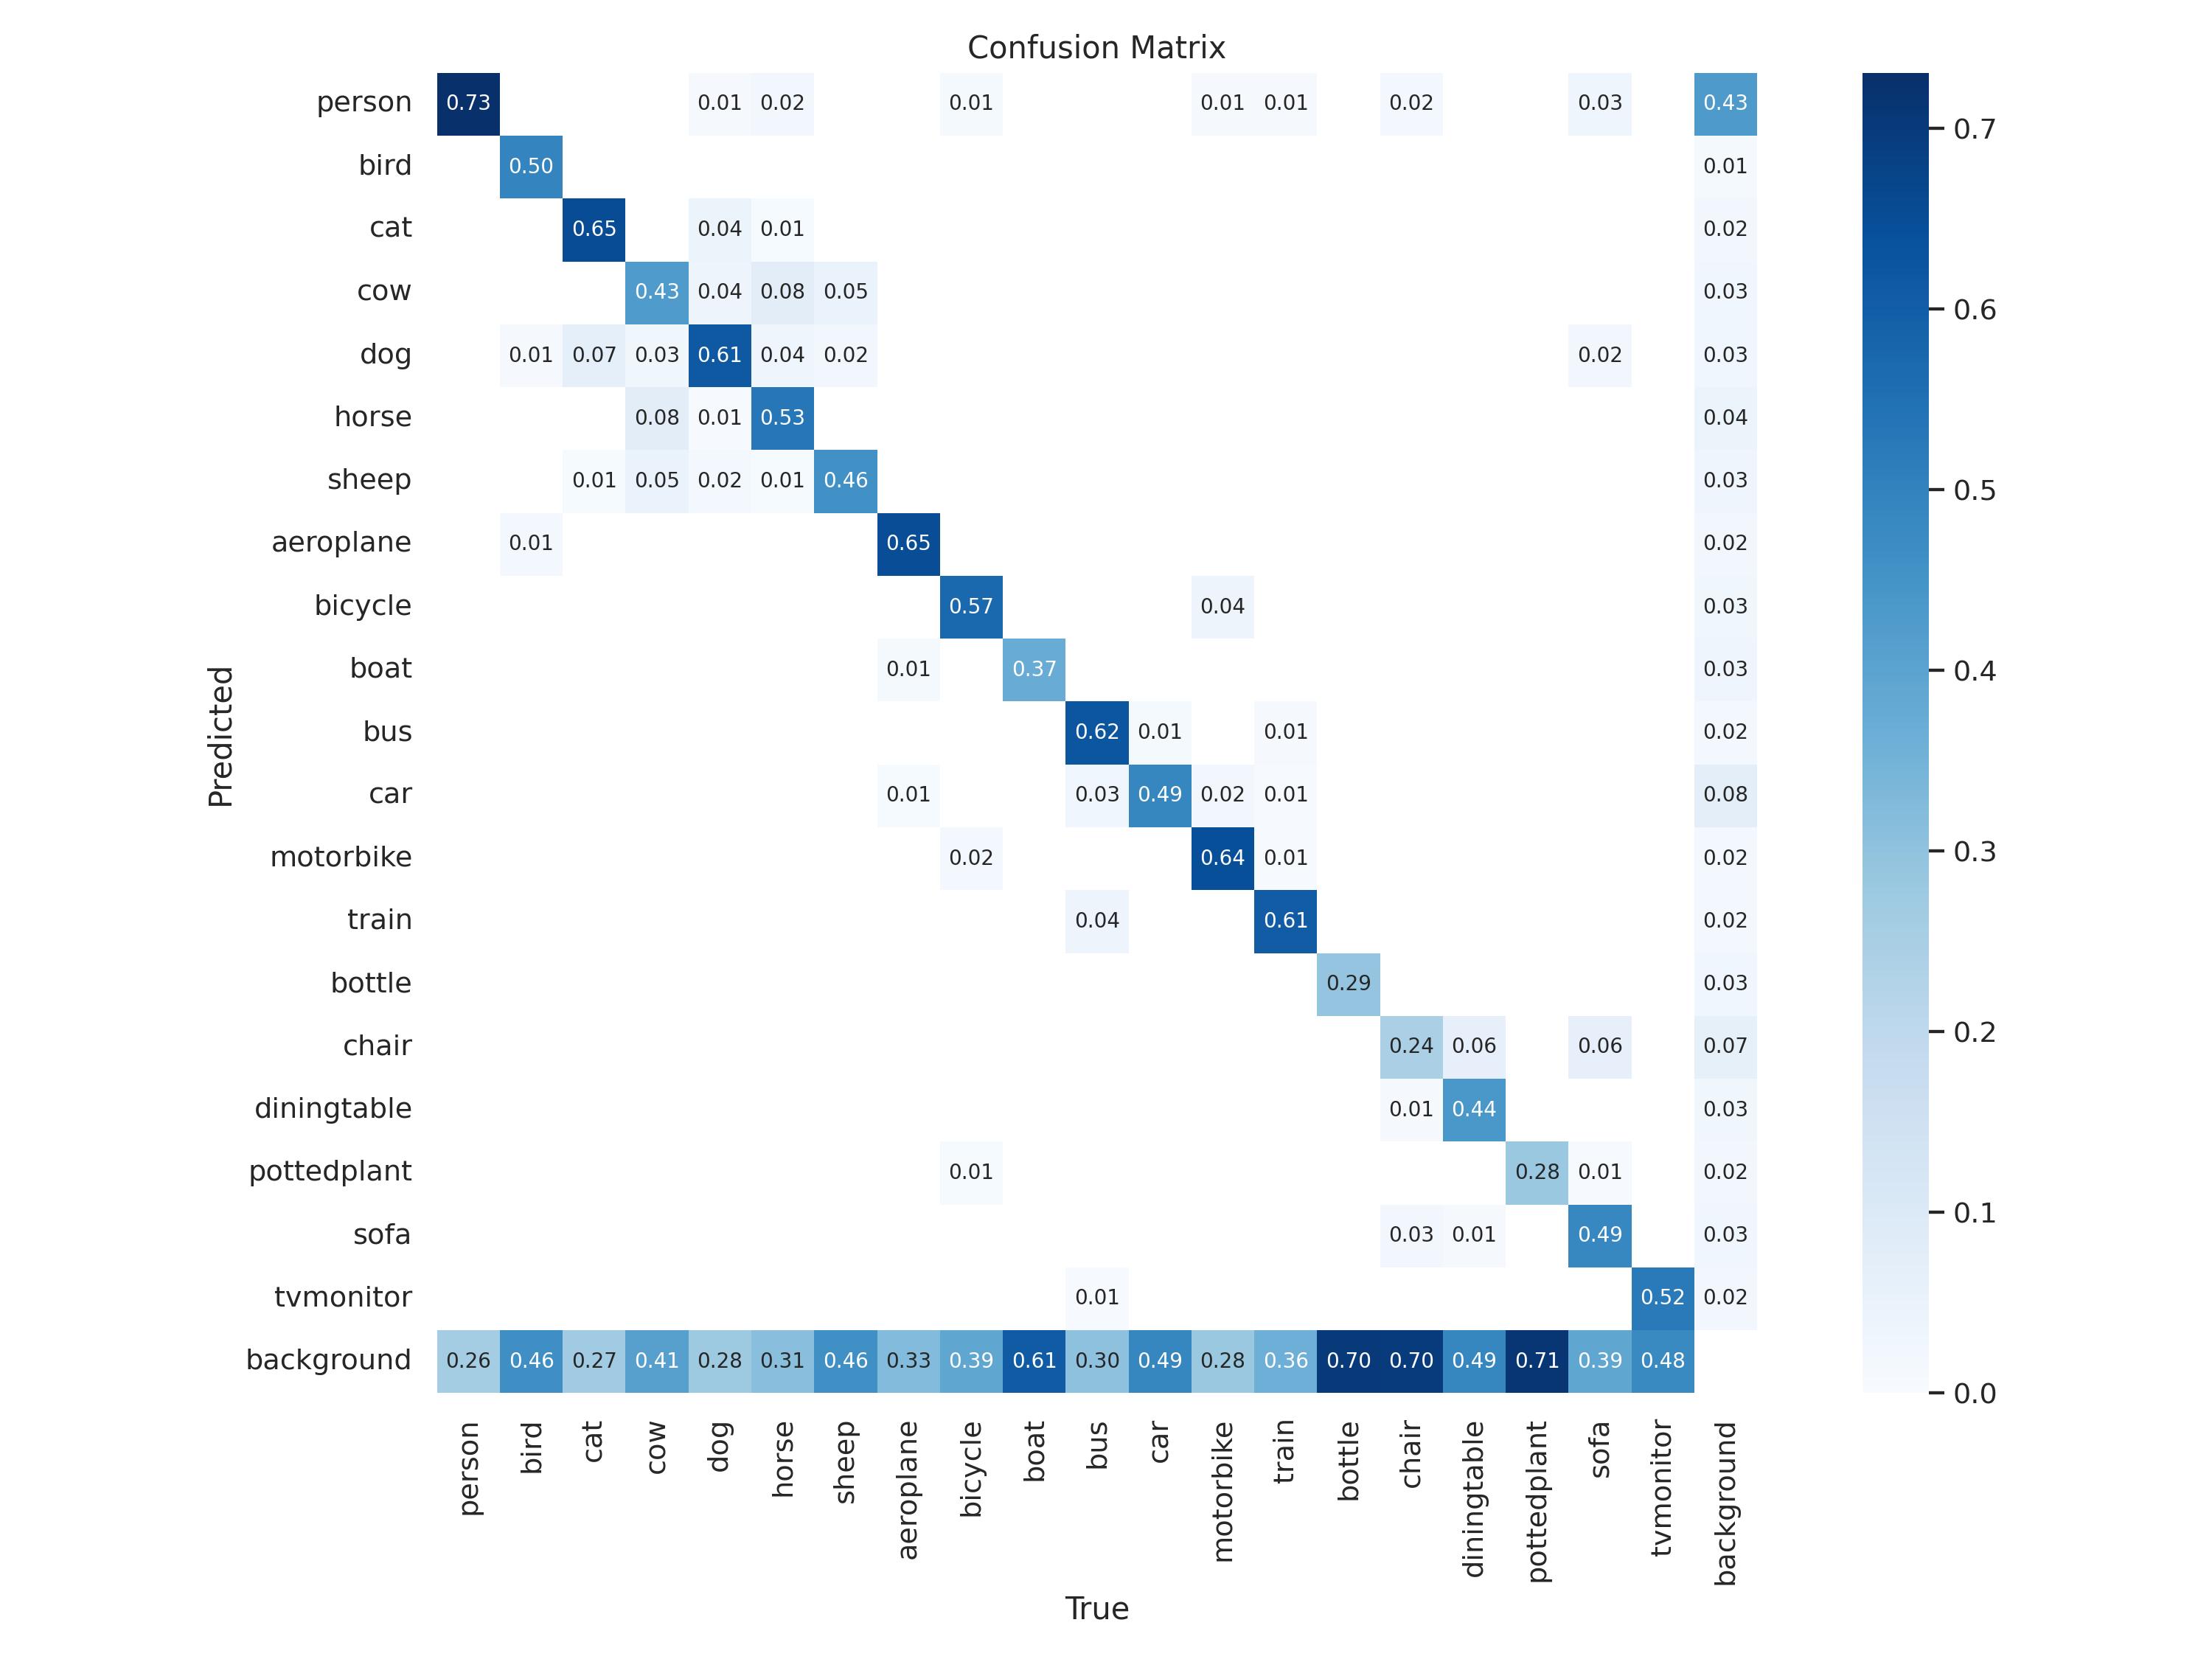 Confusion Matrix
person 0.73 0.01 0.02 0.01 0.01 0.01 0.02 0.03 0.43
bird 0.50 0.01
cat 0.65 0.04 0.01 0.02
cow 0.43 0.04 0.08 0.05 0.03
dog 0.01 0.07 0.03 0.61 0.04 0.02 0.02 0.03
horse 0.08 0.01 0.53 0.04
sheep 0.01 0.05 0.02 0.01 0.46 0.03
aeroplane 0.01 0.65 0.02
bicycle 0.57 0.04 0.03
boat 0.01 0.37 0.03
bus 0.62 0.01 0.01 0.02
car 0.01 0.03 0.49 0.02 0.01 0.08
motorbike 0.02 0.64 0.01 0.02
train 0.04 0.61 0.02
bottle 0.29 0.03
chair 0.24 0.06 0.06 0.07
diningtable 0.01 0.44 0.03
pottedplant 0.01 0.28 0.01 0.02
sofa 0.03 0.01 0.49 0.03
tvmonitor 0.01 0.52 0.02
background 0.26 0.46 0.27 0.41 0.28 0.31 0.46 0.33 0.39 0.61 0.30 0.49 0.28 0.36 0.70 0.70 0.49 0.71 0.39 0.48
person bird cat cow dog horse sheep aeroplane bicycle boat bus car motorbike train bottle chair diningtable pottedplant sofa tvmonitor background
True
Predicted
0.7
0.6
0.5
0.4
0.3
0.2
0.1
0.0